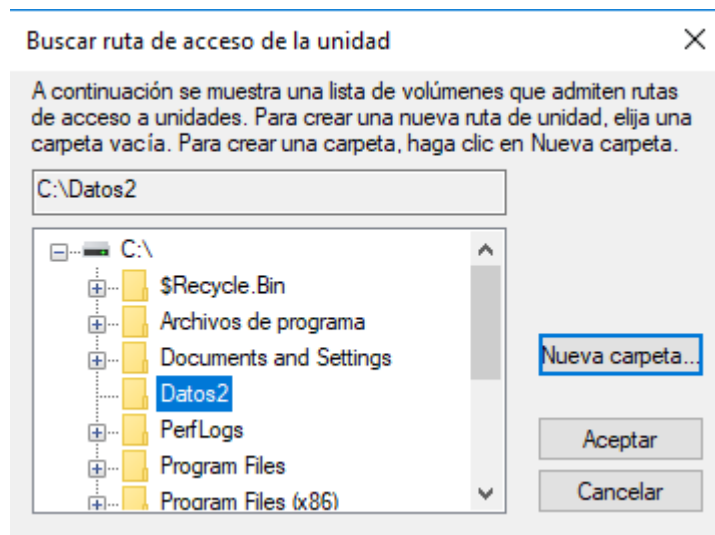 Buscar ruta de acceso de la unidad
A continuación se muestra una lista de volúmenes que admiten rutas
de acceso a unidades. Para crear una nueva ruta de unidad, elija una
carpeta vacía. Para crear una carpeta, haga clic en Nueva carpeta.
C:\Datos2
C:\
$Recycle.Bin
Archivos de programa
Documents and Settings
Nueva carpeta...
Datos2
PerfLogs
Aceptar
Program Files
Program Files (x86)
Cancelar